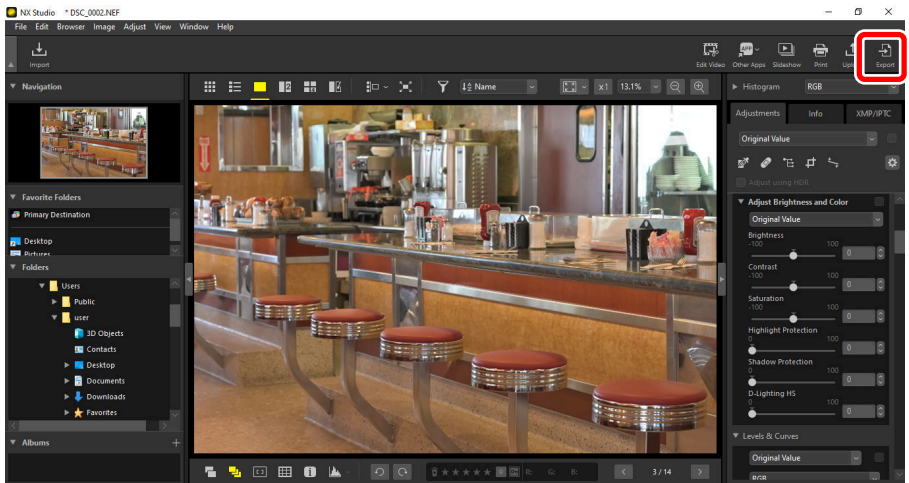 NX Studio * DSC_0002.NEF
File Edit Browser Image Adjust View Window Help
Import
Edit Video Other Apps Slideshow Print Export
APP
Navigation
Name
x1 13.1%
Histogram RGB
Adjustments Info XMP/IPTC
Original Value
Adjust using HDR
Favorite Folders
Primary Destination
Desktop
Pictures
Folders
Users
Public
user
3D Objects
Contacts
Desktop
Documents
Downloads
Favorites
Albums
Adjust Brightness and Color
Original Value
Brightness
-100 100
0
Contrast
-100 100
0
Saturation
-100 100
0
Highlight Protection
0 100
0
Shadow Protection
0 100
0
D-Lighting HS
0 100
0
Levels & Curves
Original Value
RGB
R: G: B:
3/14